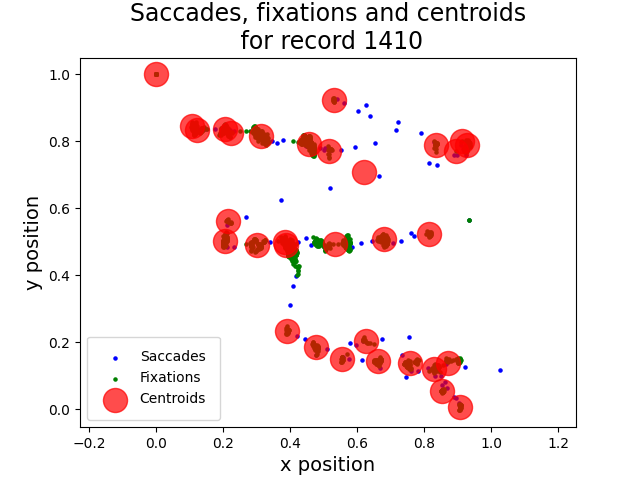 Saccades, fixations and centroids
for record 1410
1.0
0.8
0.6
0.4
0.2
0.0
y position
Saccades
Fixations
Centroids
−0.2
0.0
0.2
0.4
0.6
0.8
1.0
1.2
x position